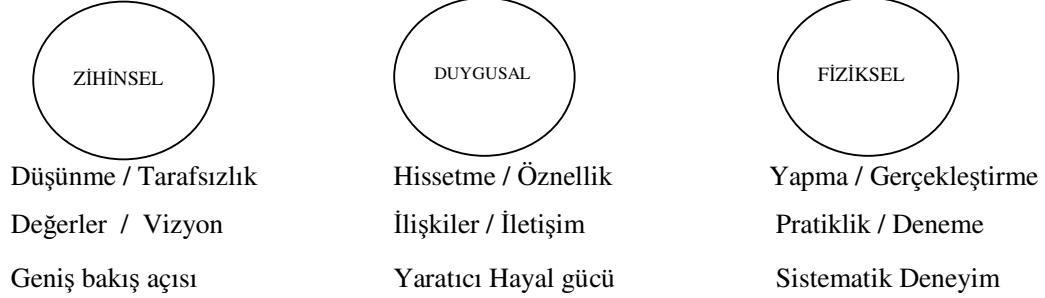 ZİHİNSEL DUYGUSAL FİZİKSEL
Düşünme / Tarafsızlık Hissetme / Öznellik Yapma / Gerçekleştirme
Değerler / Vizyon İlişkiler / İletişim Pratiklik / Deneme
Geniş bakış açısı Yaratıcı Hayal gücü Sistematik Deneyim